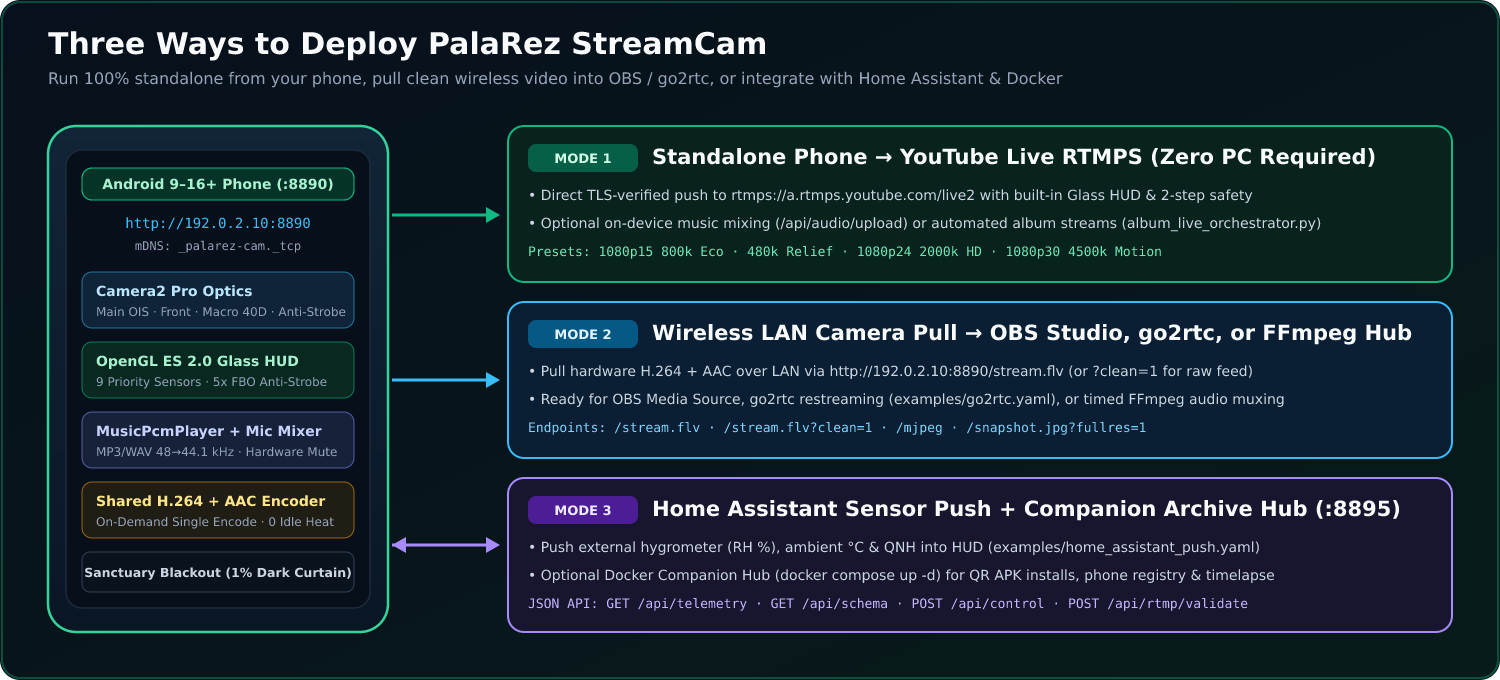 Three Ways to Deploy PalaRez StreamCam
Run 100% standalone from your phone, pull clean wireless video into OBS / go2rtc, or integrate with Home Assistant & Docker
Android 9–16+ Phone (:8890)
http://192.0.2.10:8890
mDNS: _palarez-cam._tcp
Camera2 Pro Optics
Main OIS · Front · Macro 40D · Anti-Strobe
OpenGL ES 2.0 Glass HUD
9 Priority Sensors · 5x FBO Anti-Strobe
MusicPcmPlayer + Mic Mixer
MP3/WAV 48→44.1 kHz · Hardware Mute
Shared H.264 + AAC Encoder
On-Demand Single Encode · 0 Idle Heat
Sanctuary Blackout (1% Dark Curtain)
MODE 1
Standalone Phone → YouTube Live RTMPS (Zero PC Required)
• Direct TLS-verified push to rtmps://a.rtmps.youtube.com/live2 with built-in Glass HUD & 2-step safety
• Optional on-device music mixing (/api/audio/upload) or automated album streams (album_live_orchestrator.py)
Presets: 1080p15 800k Eco · 480k Relief · 1080p24 2000k HD · 1080p30 4500k Motion
MODE 2
Wireless LAN Camera Pull → OBS Studio, go2rtc, or FFmpeg Hub
• Pull hardware H.264 + AAC over LAN via http://192.0.2.10:8890/stream.flv (or ?clean=1 for raw feed)
• Ready for OBS Media Source, go2rtc restreaming (examples/go2rtc.yaml), or timed FFmpeg audio muxing
Endpoints: /stream.flv · /stream.flv?clean=1 · /mjpeg · /snapshot.jpg?fullres=1
MODE 3
Home Assistant Sensor Push + Companion Archive Hub (:8895)
• Push external hygrometer (RH %), ambient °C & QNH into HUD (examples/home_assistant_push.yaml)
• Optional Docker Companion Hub (docker compose up -d) for QR APK installs, phone registry & timelapse
JSON API: GET /api/telemetry · GET /api/schema · POST /api/control · POST /api/rtmp/validate